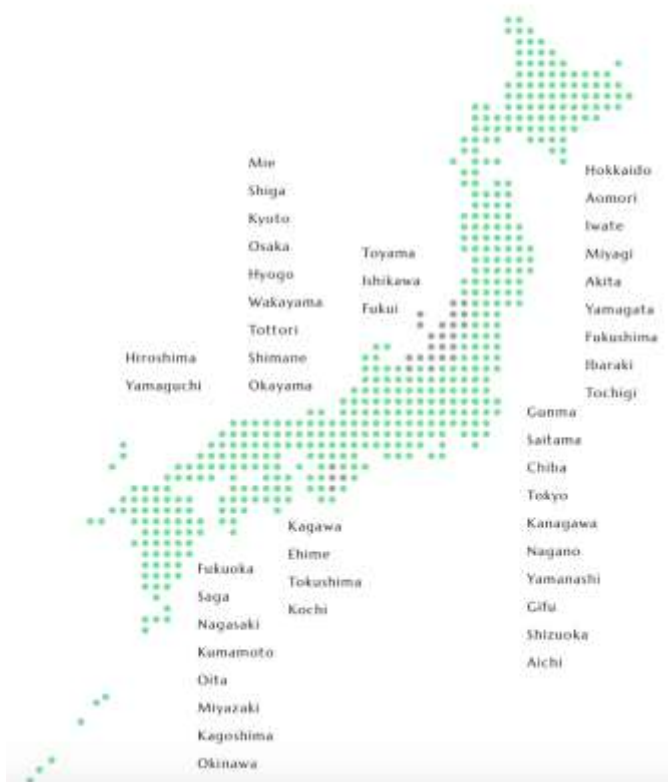 Mie
Shiga
Kyoto
Osaka
Hyogo
Wakayama
Tottori
Shimane
Okayama
Toyama
Ishikawa
Fukui
Hokkaido
Aomori
Iwate
Miyagi
Akita
Yamagata
Fukushima
Ibaraki
Tochigi
Hiroshima
Yamaguchi
Gunma
Saitama
Chiba
Tokyo
Kanagawa
Nagano
Yamanashi
Gifu
Shizuoka
Aichi
Kagawa
Ehime
Tokushima
Kochi
Fukuoka
Saga
Nagasaki
Kumamoto
Oita
Miyazaki
Kagoshima
Okinawa